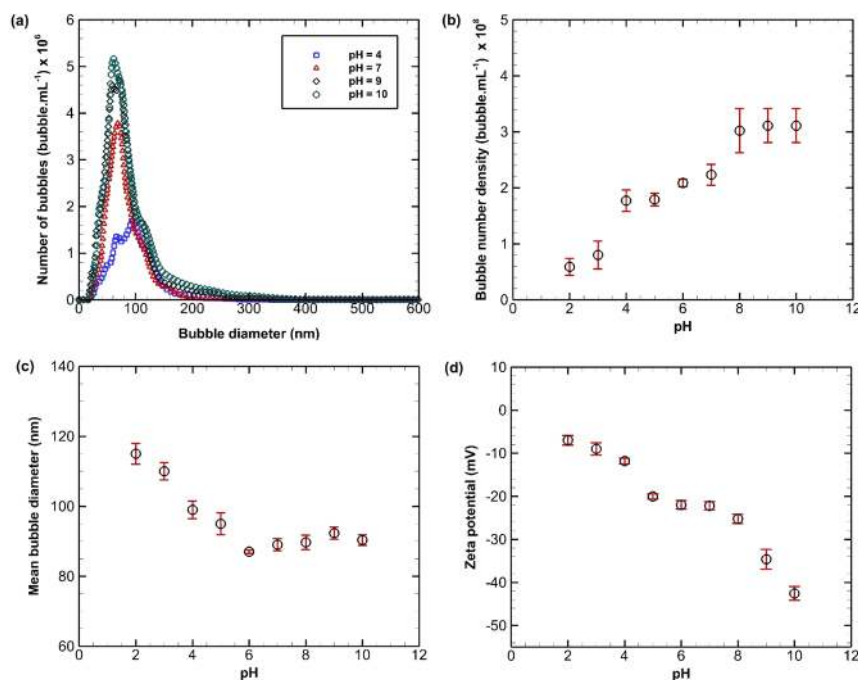 (a)
Number of bubbles (bubble.mL⁻¹) x 10⁶
6
5
4
3
2
1
0
0 100 200 300 400 500 600
Bubble diameter (nm)
pH = 4
pH = 7
pH = 9
pH = 10
(b)
Bubble number density (bubble.mL⁻¹) x 10⁸
5
4
3
2
1
0
0 2 4 6 8 10 12
pH
(c)
Mean bubble diameter (nm)
140
120
100
80
60
0 2 4 6 8 10 12
pH
(d)
Zeta potential (mV)
10
0
-10
-20
-30
-40
-50
0 2 4 6 8 10 12
pH